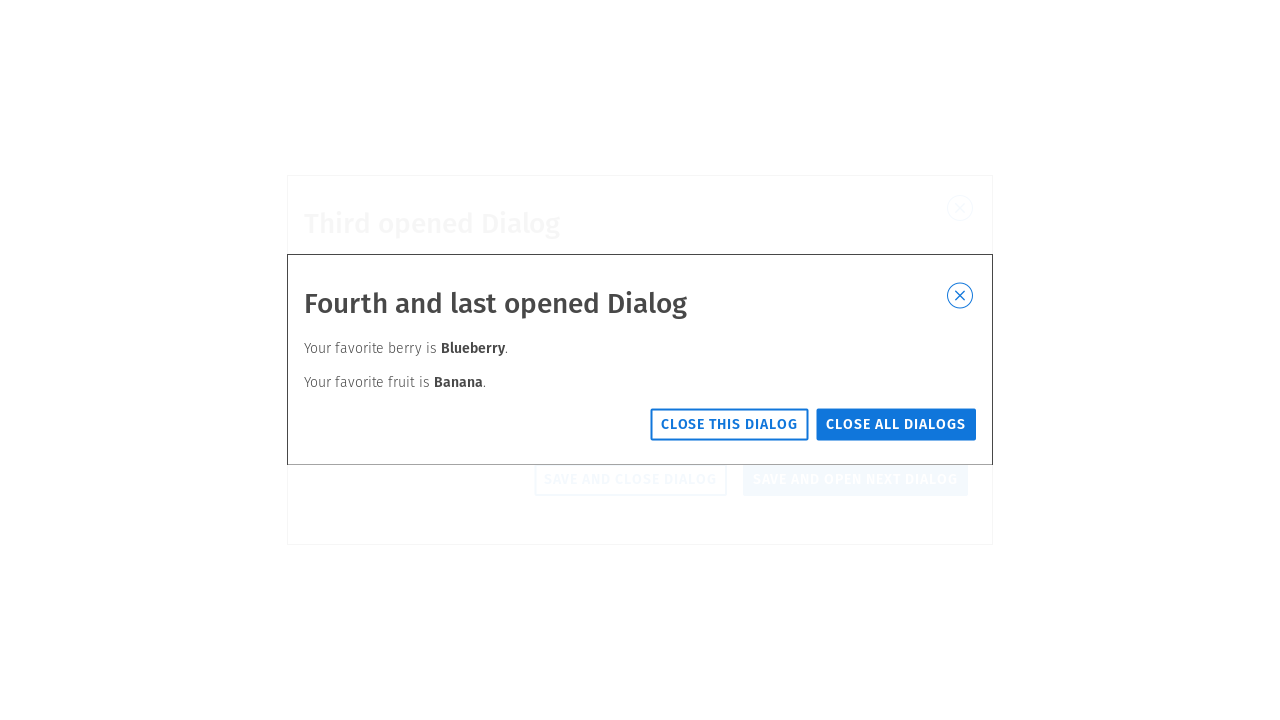 Third opened Dialog
Fourth and last opened Dialog
Your favorite berry is Blueberry.
Your favorite fruit is Banana.
CLOSE THIS DIALOG CLOSE ALL DIALOGS
SAVE AND CLOSE DIALOG SAVE AND OPEN NEXT DIALOG